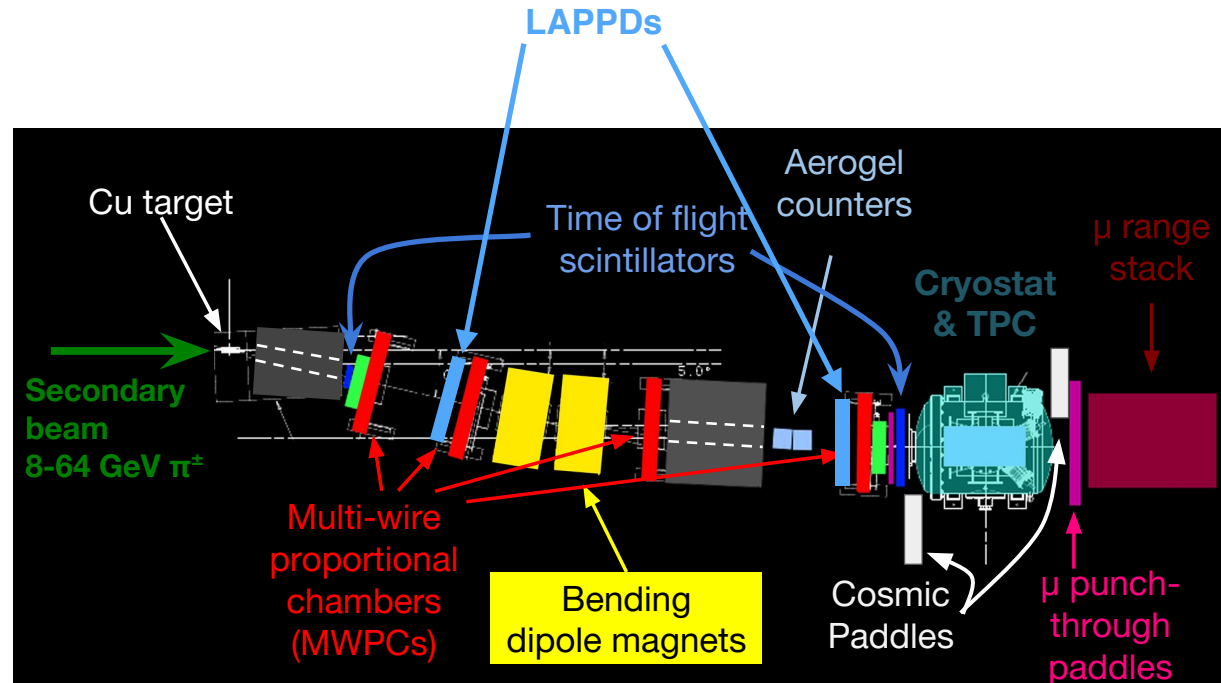 LAPPDs
Cu target
Time of flight
scintillators
Aerogel
counters
μ range
stack
Cryostat
& TPC
5.0°
Secondary
beam
8-64 GeV π±
Multi-wire
proportional
chambers
(MWPCs)
Bending
dipole magnets
Cosmic
Paddles
μ punch-
through
paddles